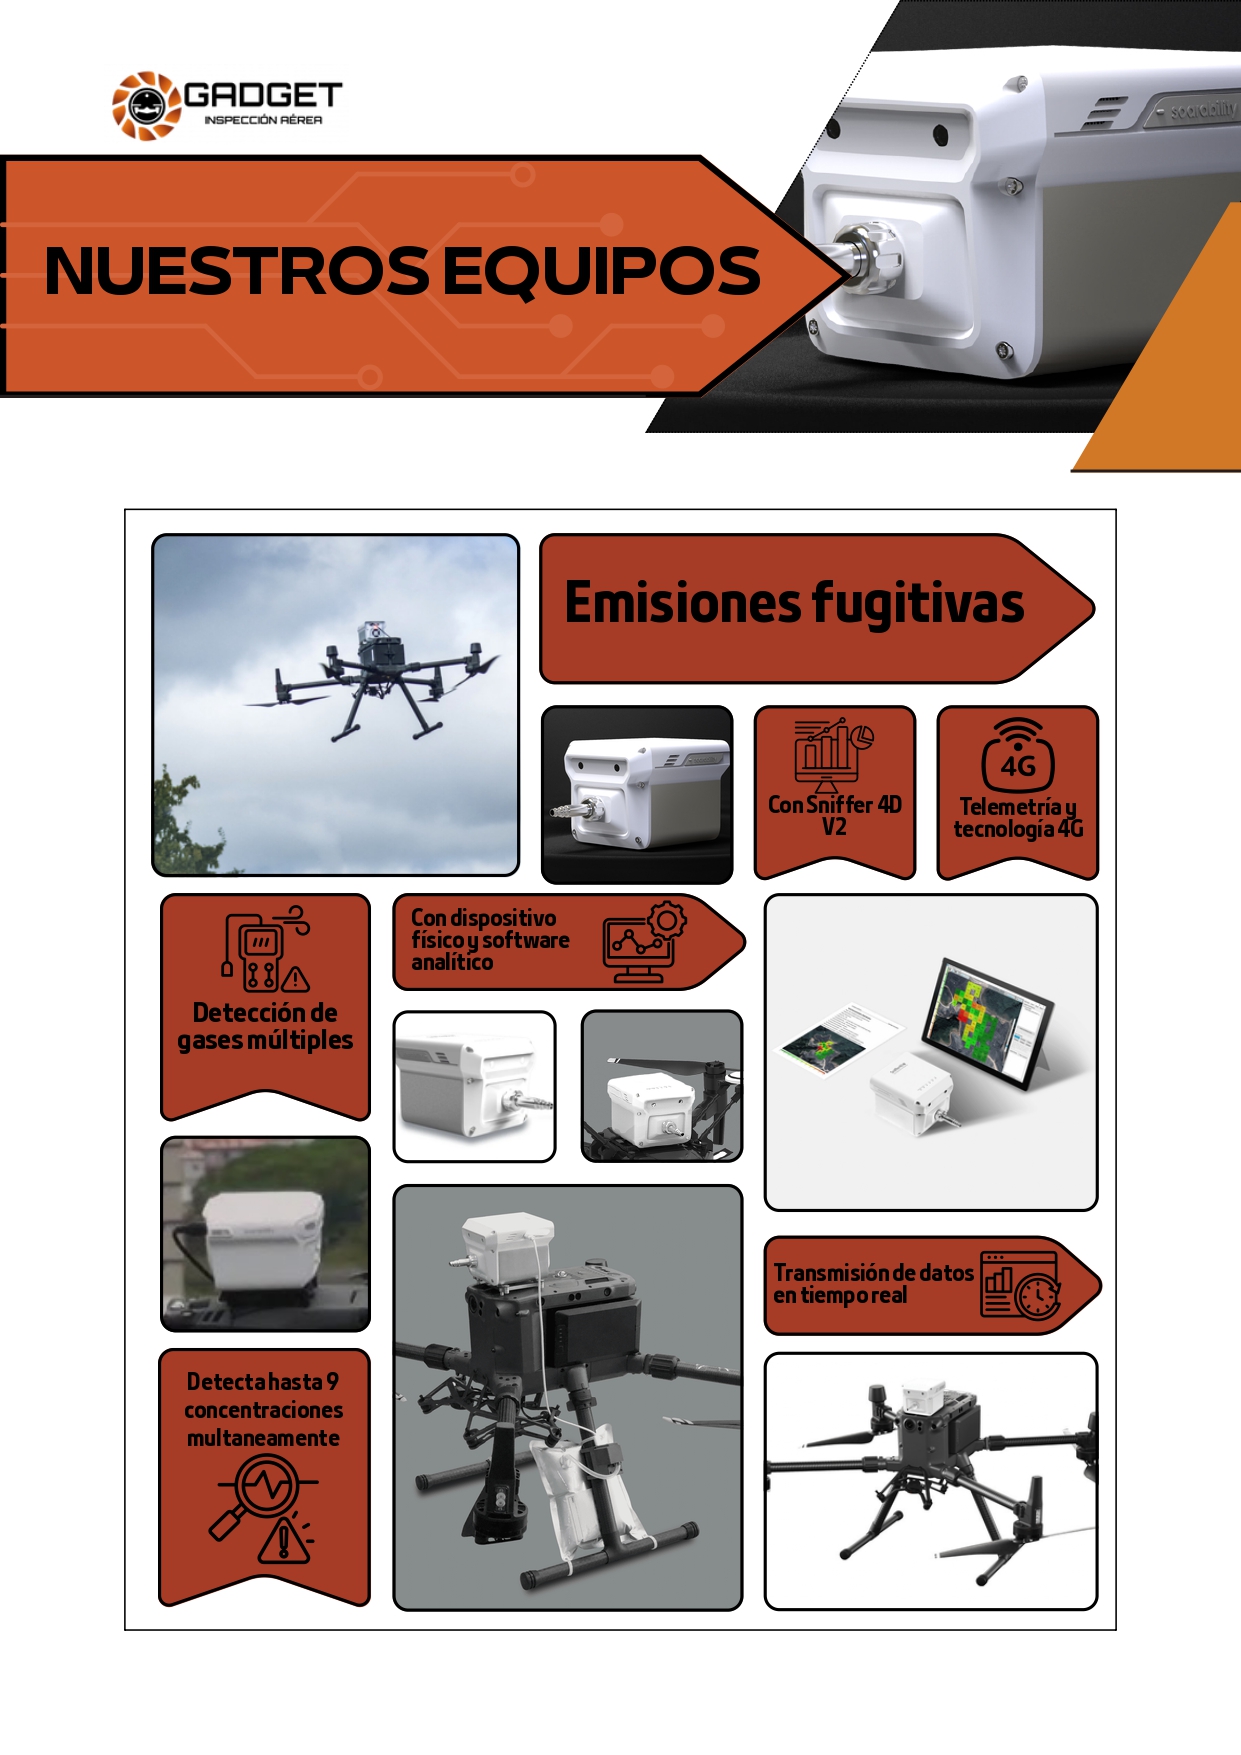 GADGET
INSPECCIÓN AÉREA
soarability
NUESTROS EQUIPOS
Emisiones fugitivas
Con Sniffer 4D
V2
4G
Telemetría y
tecnología 4G
Detección de
gases múltiples
Con dispositivo
físico y software
analítico
Transmisión de datos
en tiempo real
Detecta hasta 9
concentraciones
multaneamente